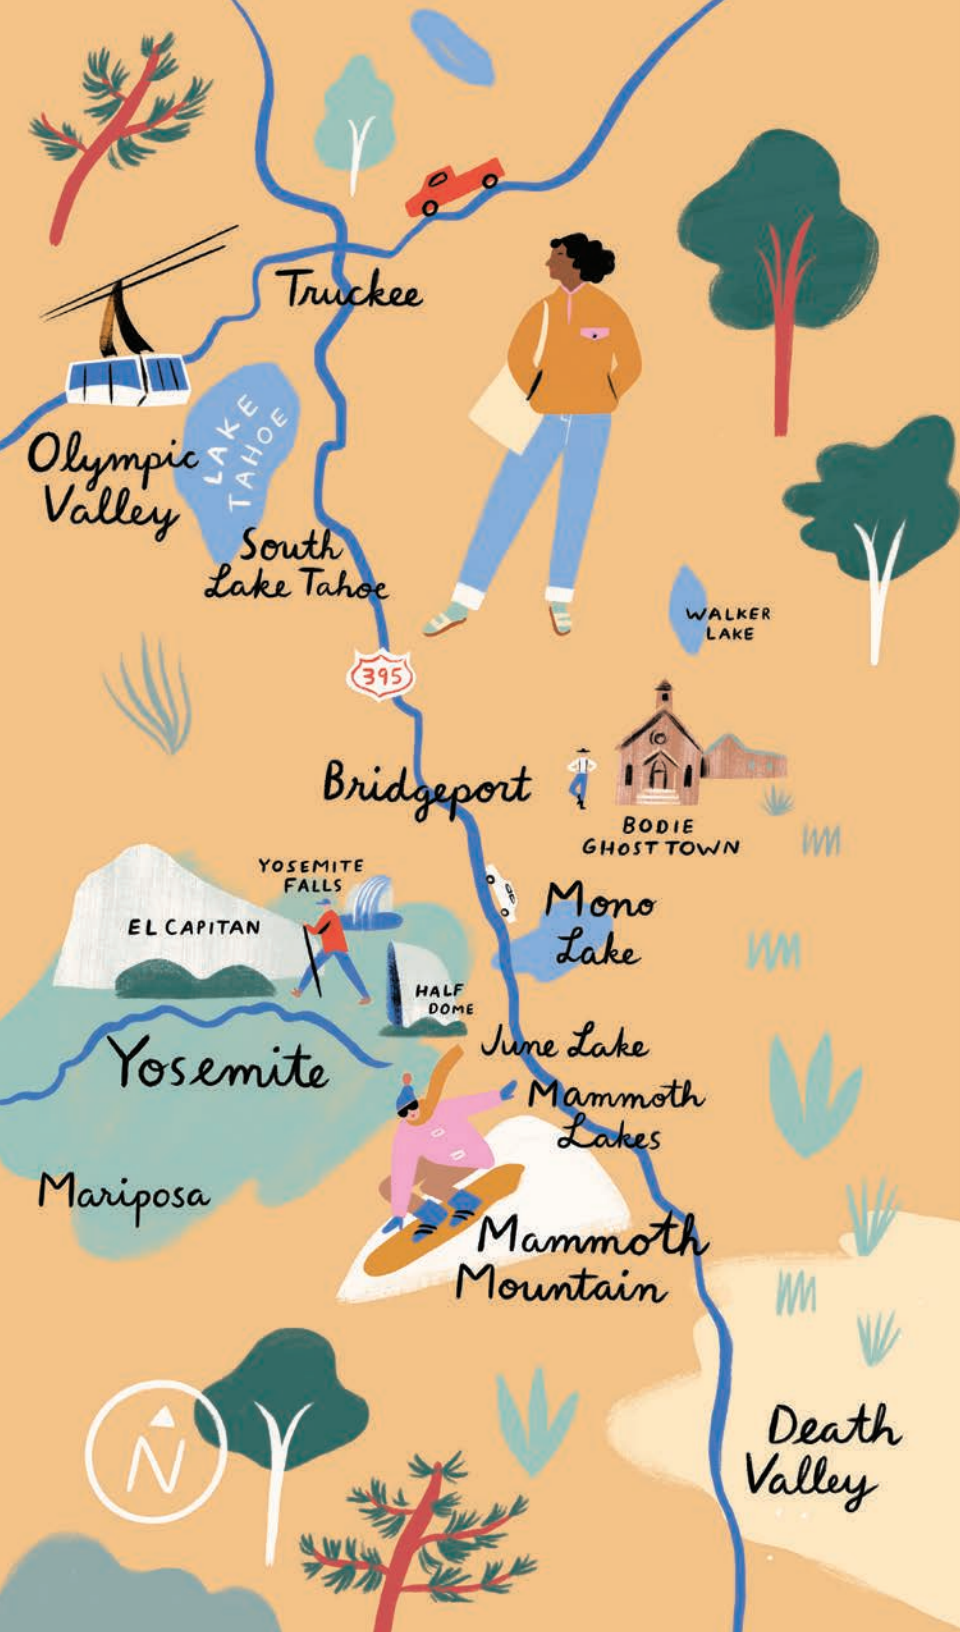 Truckee
LAKE
TAHOE
Olympic
Valley
South
Lake Tahoe
WALKER
LAKE
395
Bridgeport
BODIE
GHOST TOWN
YOSEMITE
FALLS
EL CAPITAN
Mono
Lake
HALF
DOME
June Lake
Yosemite
Mammoth
Lakes
Mariposa
Mammoth
Mountain
Death
Valley
N